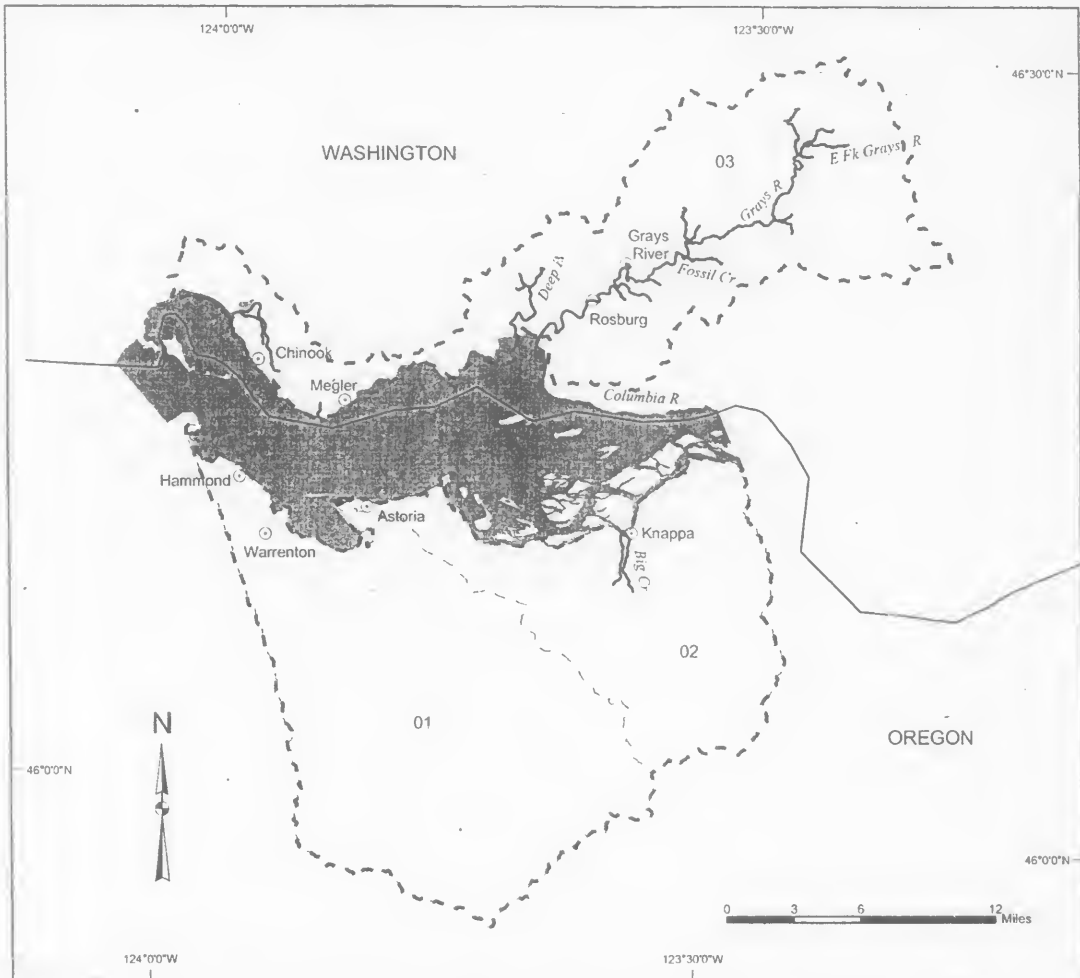 124°0'0"W
123°30'0"W
46°30'0"N
WASHINGTON
03
E Fk Grays R
Grays R
Grays
River
Fossil Cr
Deep is
Rosburg
Chinook
Megler
Columbia R
Hammond
Astoria
Warrenton
Knappa
Big Cr
02
01
N
OREGON
46°0'0"N
46°0'0"N
0 3 6 12
Miles
124°0'0"W
123°30'0"W